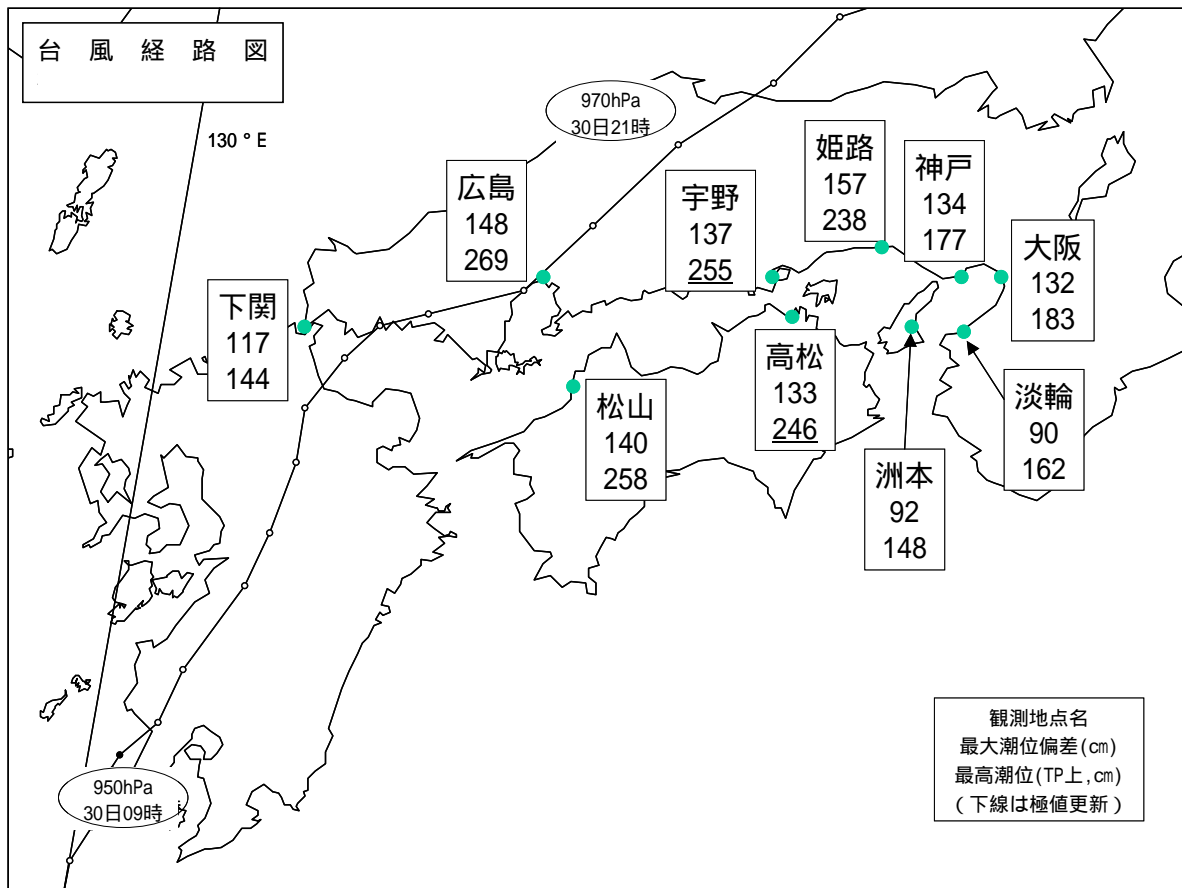 台 風 経 路 図
130 ° E
970hPa
30日21時
広島
148
269
宇野
137
255
姫路
157
238
神戸
134
177
大阪
132
183
下関
117
144
松山
140
258
高松
133
246
洲本
92
148
淡輪
90
162
950hPa
30日09時
観測地点名
最大潮位偏差(㎝)
最高潮位(TP上,㎝)
(下線は極値更新)